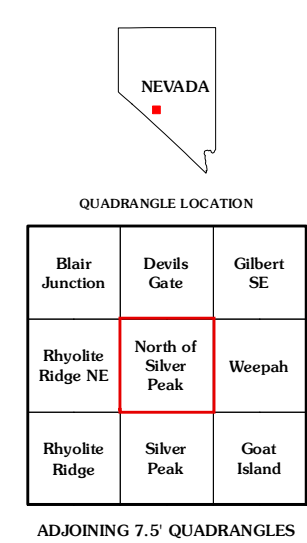 NEVADA
QUADRANGLE LOCATION
Blair
Junction
Devils
Gate
Gilbert
SE
Rhyolite
Ridge NE
North of
Silver
Peak
Weepah
Rhyolite
Ridge
Silver
Peak
Goat
Island
ADJOINING 7.5' QUADRANGLES